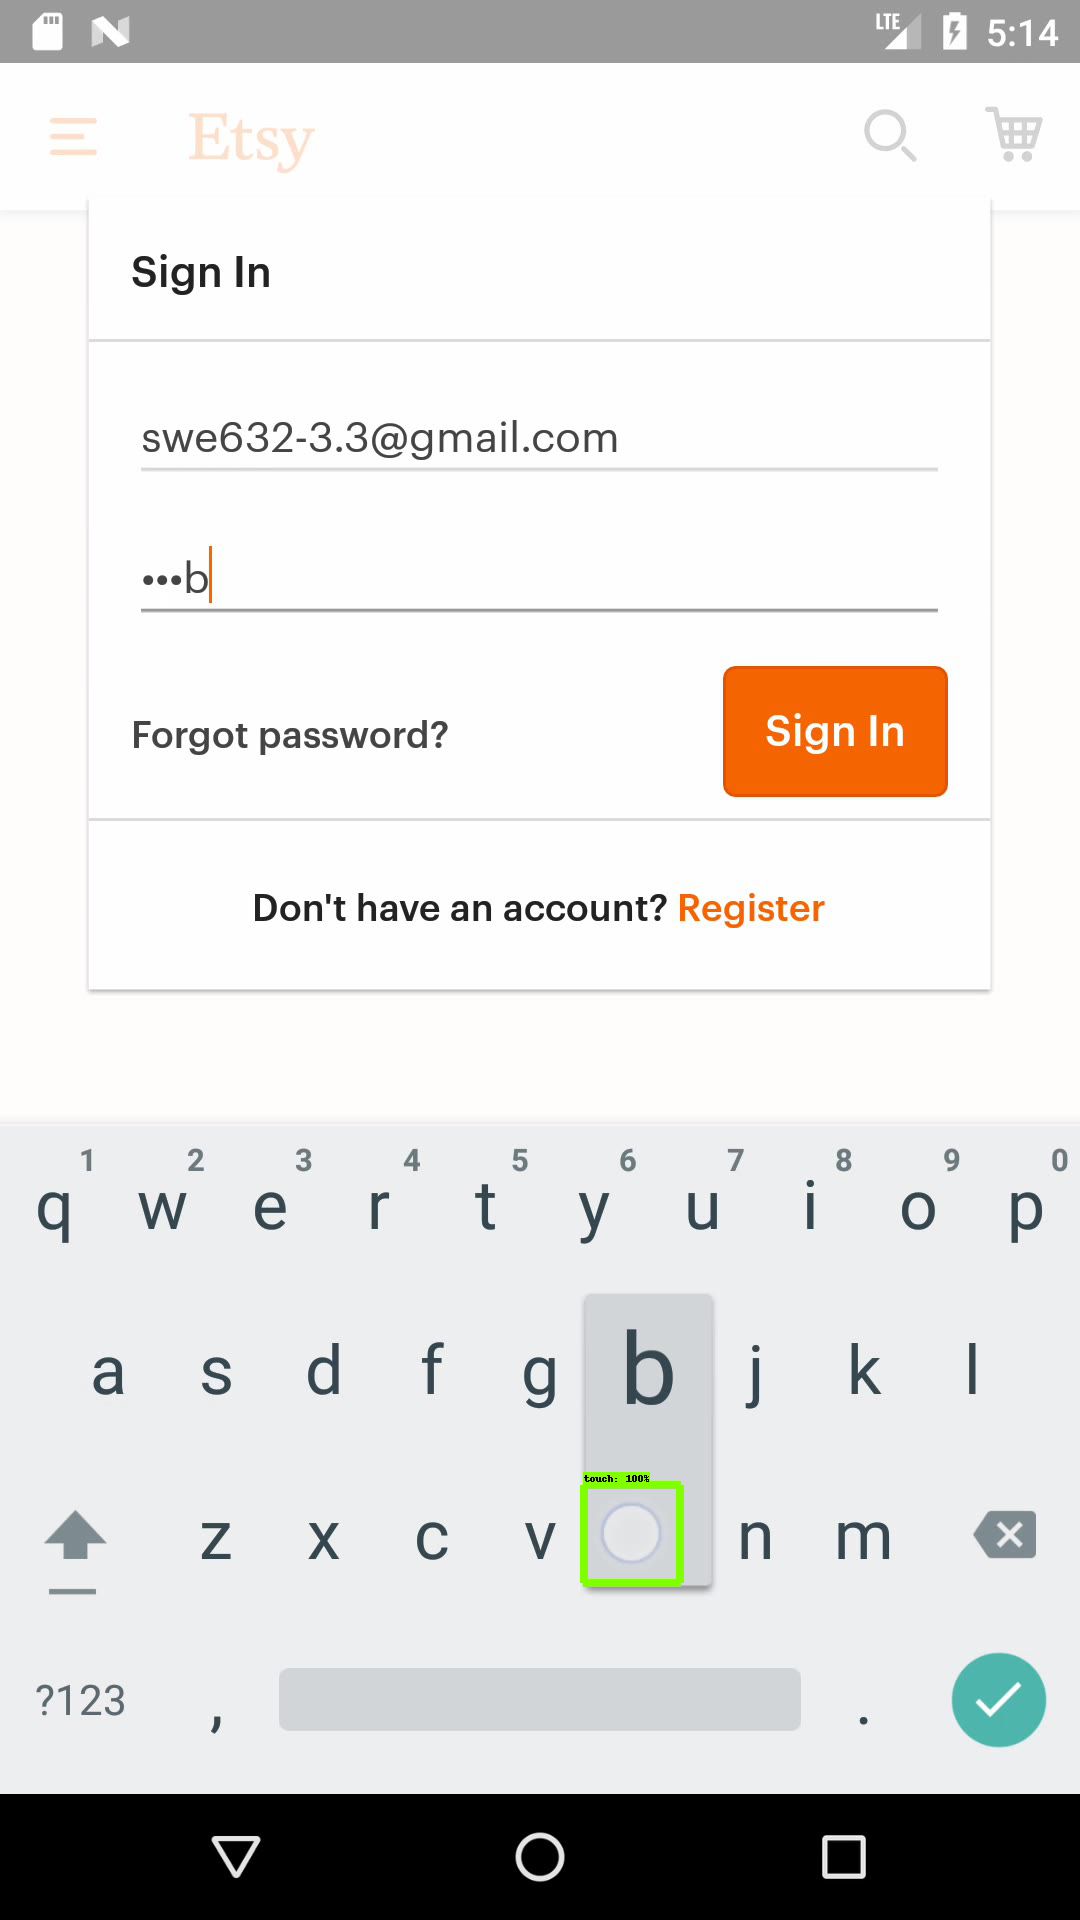 LTE 5:14
Etsy
Sign In
swe632-3.3@gmail.com
•••b
Forgot password?
Sign In
Don't have an account? Register
1 2 3 4 5 6 7 8 9 0
q w e r t y u i o p
a s d f g b j k l
touch: 100%
z x c v n m
?123 , .